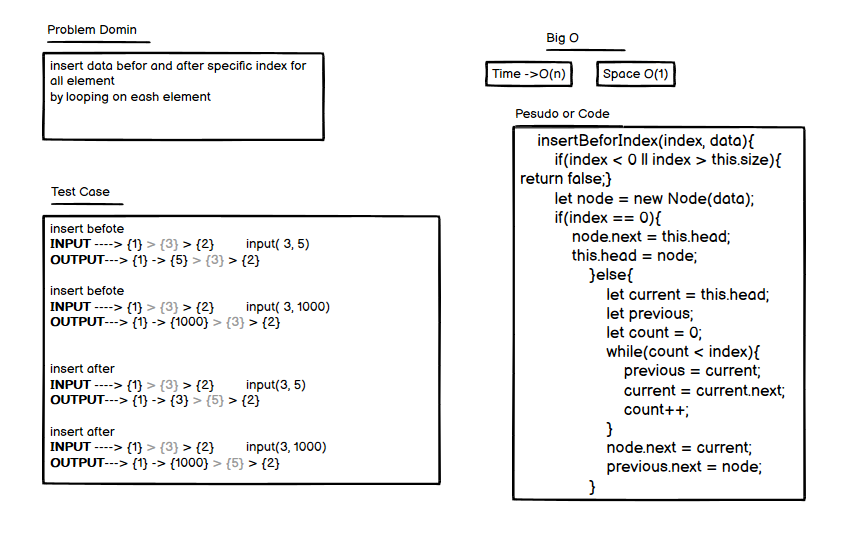 Problem Domin
insert data befor and after specific index for
all element
by looping on eash element
Test Case
insert befote
INPUT ----> {1} > {3} > {2} input( 3, 5)
OUTPUT---> {1} -> {5} > {3} > {2}
insert befote
INPUT ----> {1} > {3} > {2} input( 3, 1000)
OUTPUT---> {1} -> {1000} > {3} > {2}
insert after
INPUT ----> {1} > {3} > {2} input(3, 5)
OUTPUT---> {1} -> {3} > {5} > {2}
insert after
INPUT ----> {1} > {3} > {2} input(3, 1000)
OUTPUT---> {1} -> {1000} > {5} > {2}
Big O
Time ->O(n)
Space O(1)
Pesudo or Code
insertBeforIndex(index, data){
if(index < 0 || index > this.size){
return false;}
let node = new Node(data);
if(index == 0){
node.next = this.head;
this.head = node;
}else{
let current = this.head;
let previous;
let count = 0;
while(count < index){
previous = current;
current = current.next;
count++;
}
node.next = current;
previous.next = node;
}